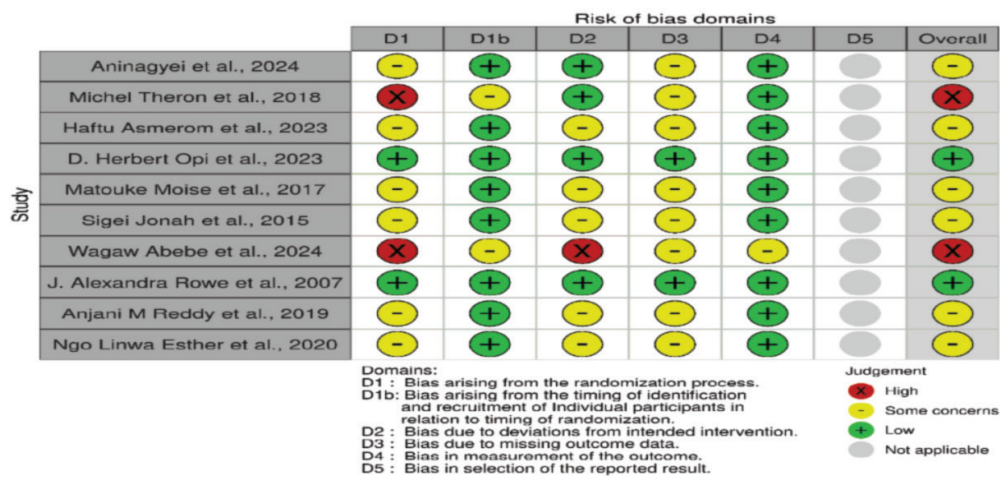 Risk of bias domains
D1 D1b D2 D3 D4 D5 Overall
Study
Aninagyei et al., 2024 - + + - + -
Michel Theron et al., 2018 X - + - + X
Haftu Asmerom et al., 2023 - + - - + -
D. Herbert Opi et al., 2023 + + + + + +
Matouke Moise et al., 2017 - + - - + -
Sigei Jonah et al., 2015 - + - - + -
Wagaw Abebe et al., 2024 X - X - - X
J. Alexandra Rowe et al., 2007 + + + + + +
Anjani M Reddy et al., 2019 - + - - + -
Ngo Linwa Esther et al., 2020 - + - - + -
Domains:
D1 : Bias arising from the randomization process.
D1b: Bias arising from the timing of identification
and recruitment of Individual participants in
relation to timing of randomization.
D2 : Bias due to deviations from intended intervention.
D3 : Bias due to missing outcome data.
D4 : Bias in measurement of the outcome.
D5 : Bias in selection of the reported result.
Judgement
X High
- Some concerns
+ Low
Not applicable